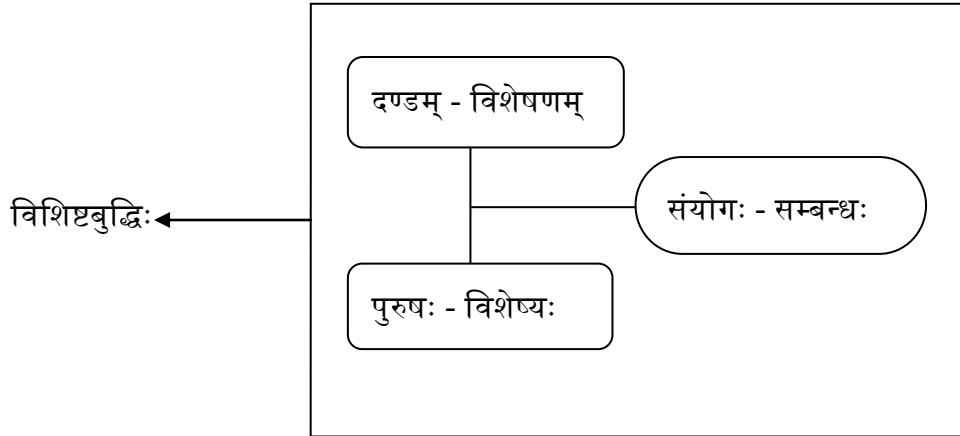 दण्डम् - विशेषणम्
संयोगः - सम्बन्धः
विशिष्टबुद्धिः
पुरुषः - विशेष्यः